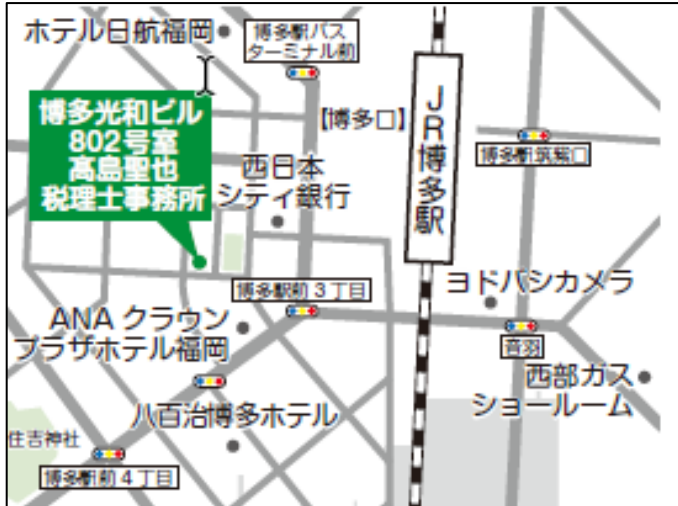 ホテル日航福岡
博多駅バス
ターミナル前
博多光和ビル
802号室
髙島聖也
税理士事務所
【博多口】
JR博多駅
博多駅筑紫口
西日本
シティ銀行
博多駅前3丁目
ヨドバシカメラ
ANA クラウン
プラザホテル福岡
音羽
西部ガス
ショールーム
八百治博多ホテル
住吉神社
博多駅前4丁目